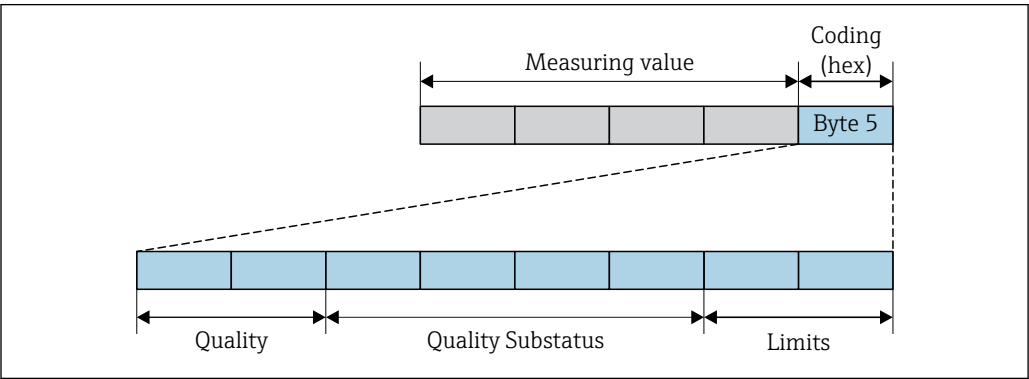 Coding
Measuring value
(hex)
Byte 5
Quality
Quality Substatus
Limits